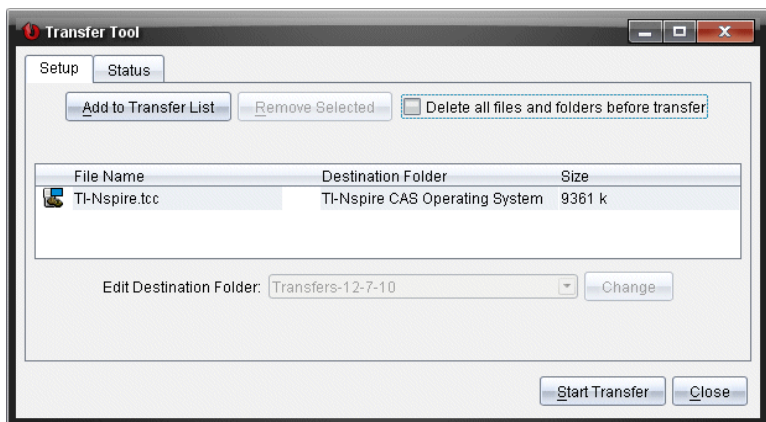 Transfer Tool
Setup Status
Add to Transfer List Remove Selected Delete all files and folders before transfer
File Name Destination Folder Size
TI-Nspire.tcc TI-Nspire CAS Operating System 9361 k
Edit Destination Folder: Transfers-12-7-10 Change
Start Transfer Close